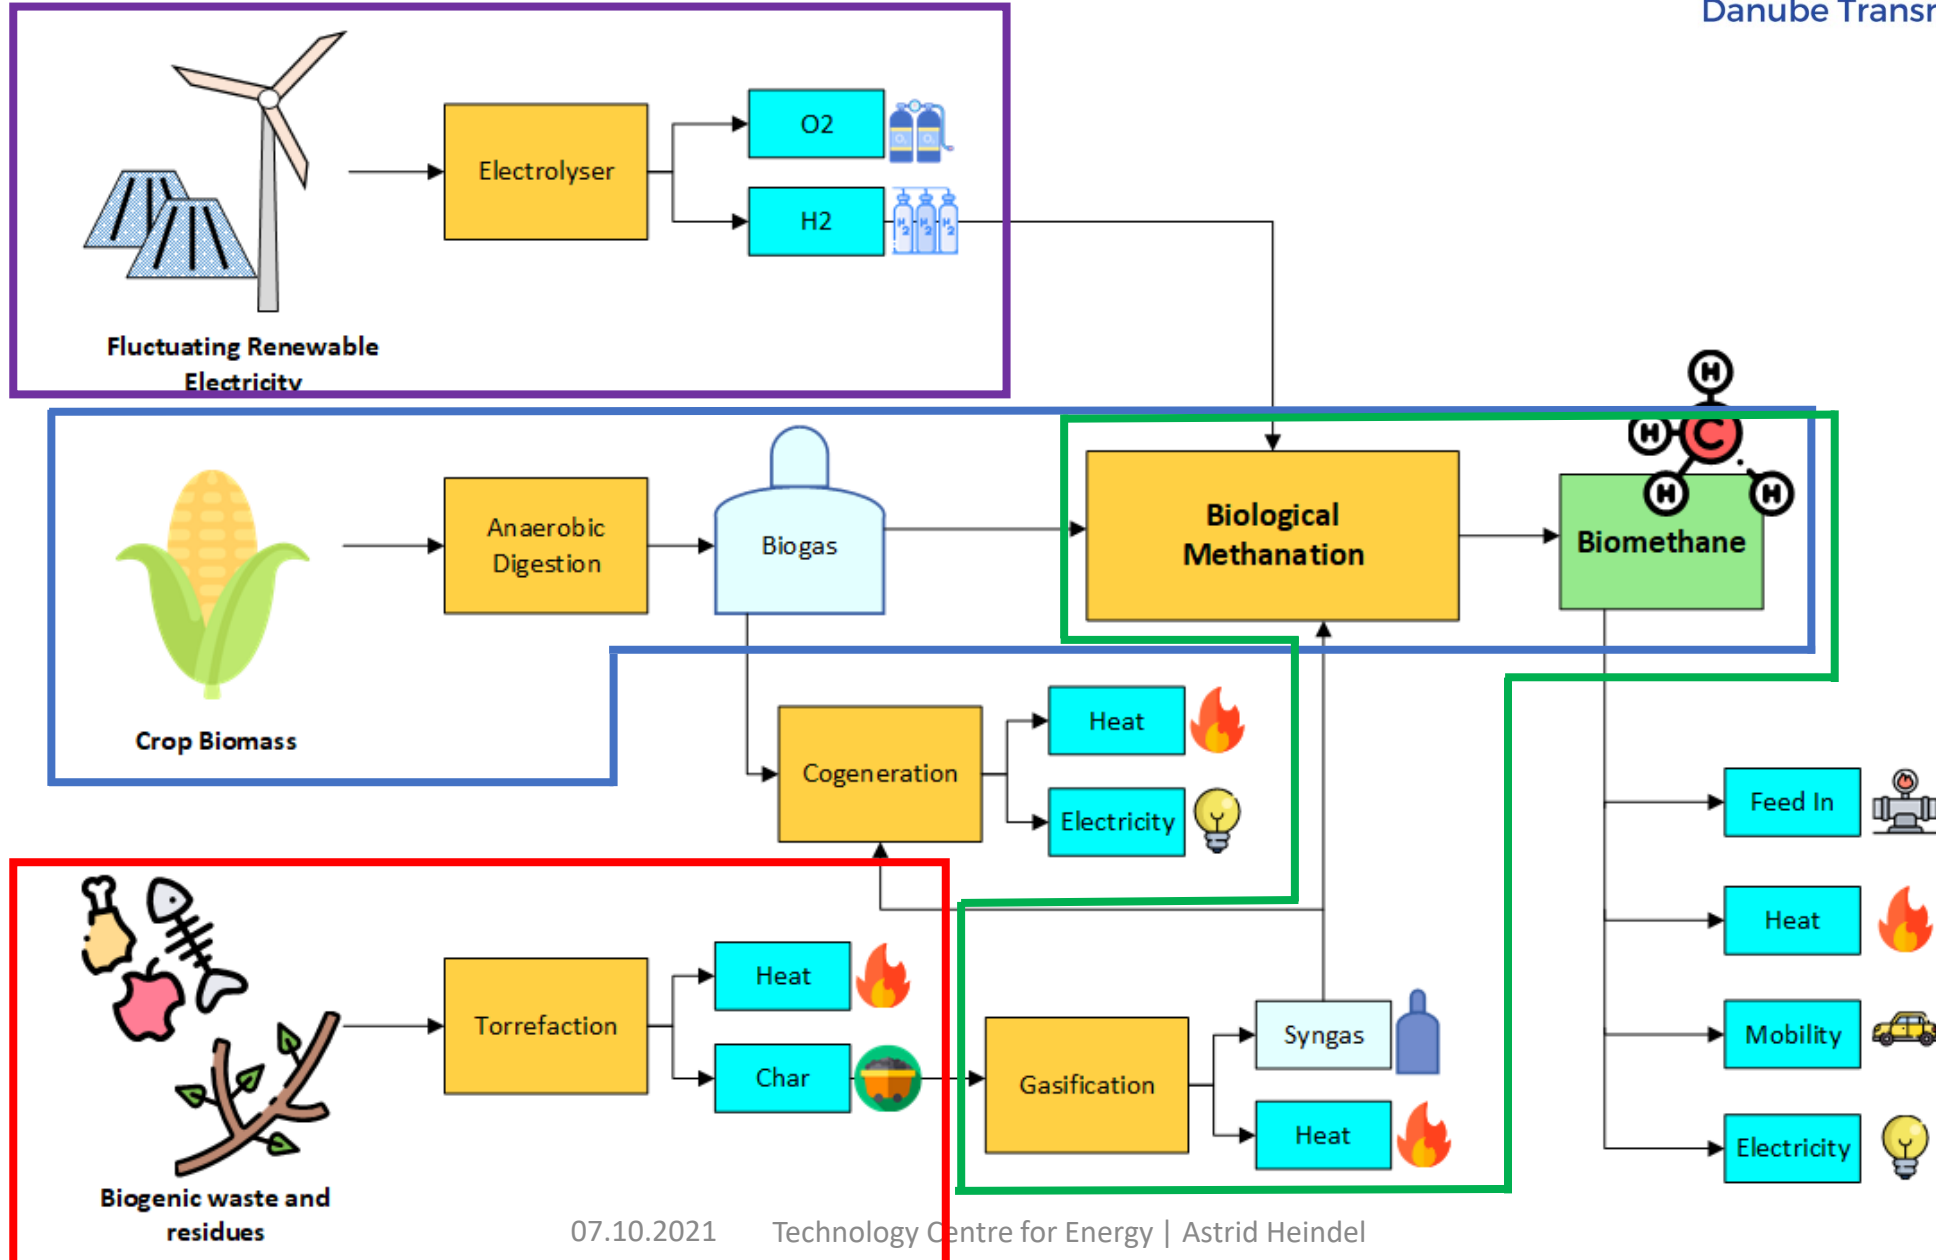 Danube
O2
Electrolyser
H2
Fluctuating Renewable
Electricity
H
H
C
H
H
Anaerobic
Digestion
Biogas
Biological
Methanation
Biomethane
Crop Biomass
Heat
Cogeneration
Electricity
Feed In
Heat
Heat
Torrefaction
Char
Syngas
Gasification
Heat
Mobility
Electricity
Biogenic waste and
residues
07.10.2021 Technology Centre for Energy | Astrid Heindel